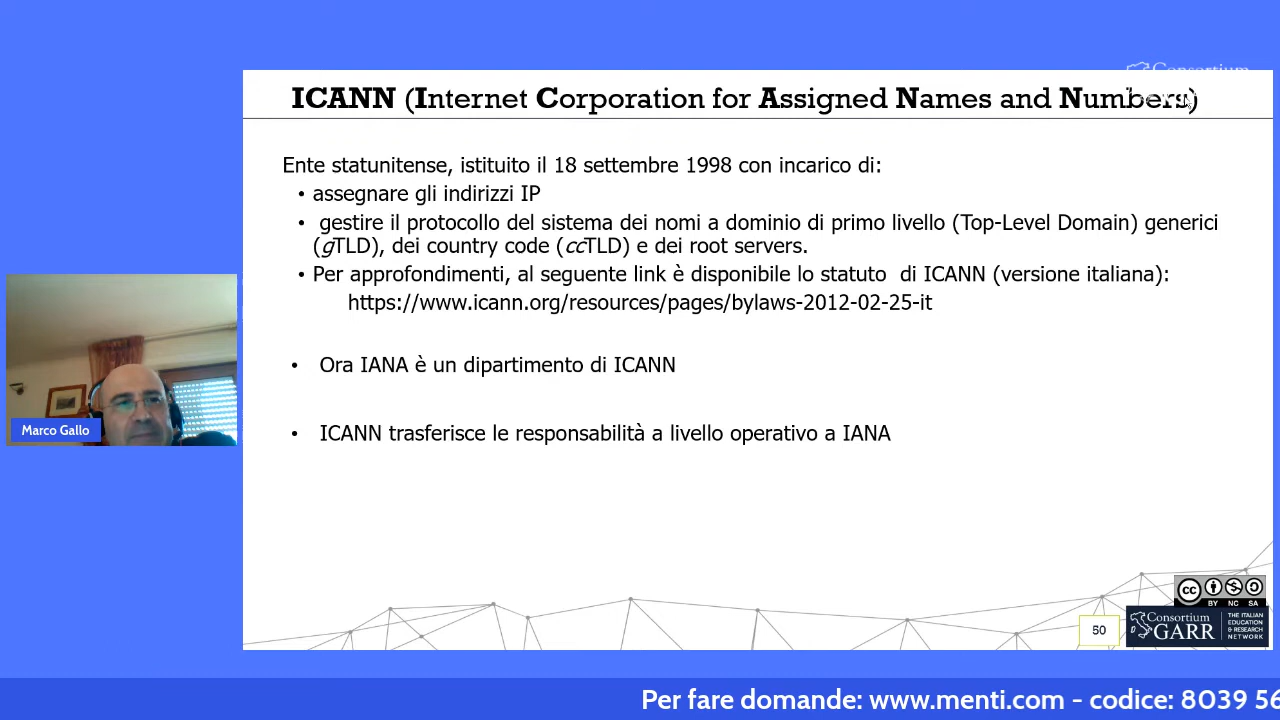 Consortium
ICANN (Internet Corporation for Assigned Names and Numbers)
Ente statunitense, istituito il 18 settembre 1998 con incarico di:
• assegnare gli indirizzi IP
• gestire il protocollo del sistema dei nomi a dominio di primo livello (Top-Level Domain) generici
(gTLD), dei country code (ccTLD) e dei root servers.
• Per approfondimenti, al seguente link è disponibile lo statuto di ICANN (versione italiana):
https://www.icann.org/resources/pages/bylaws-2012-02-25-it
• Ora IANA è un dipartimento di ICANN
Marco Gallo
• ICANN trasferisce le responsabilità a livello operativo a IANA
cc
BY NC SA
50
Consortium
GARR
THE ITALIAN
EDUCATION
& RESEARCH
NETWORK
Per fare domande: www.menti.com - codice: 8039 56